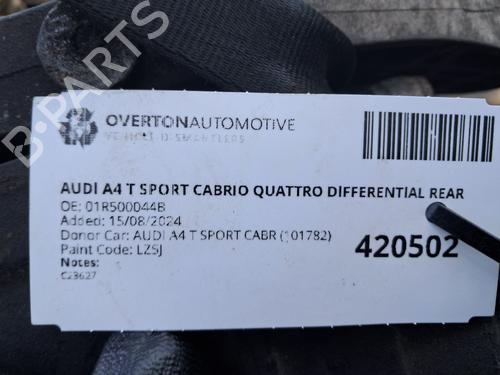 B-PARTS
OVERTONAUTOMOTIVE
VEHICLE DISMANTLERS
AUDI A4 T SPORT CABRIO QUATTRO DIFFERENTIAL REAR
OE: 01R500044B
Added: 15/08/2024
Donor Car: AUDI A4 T SPORT CABR (101782)
Paint Code: LZ5J
Notes:
C23627
420502